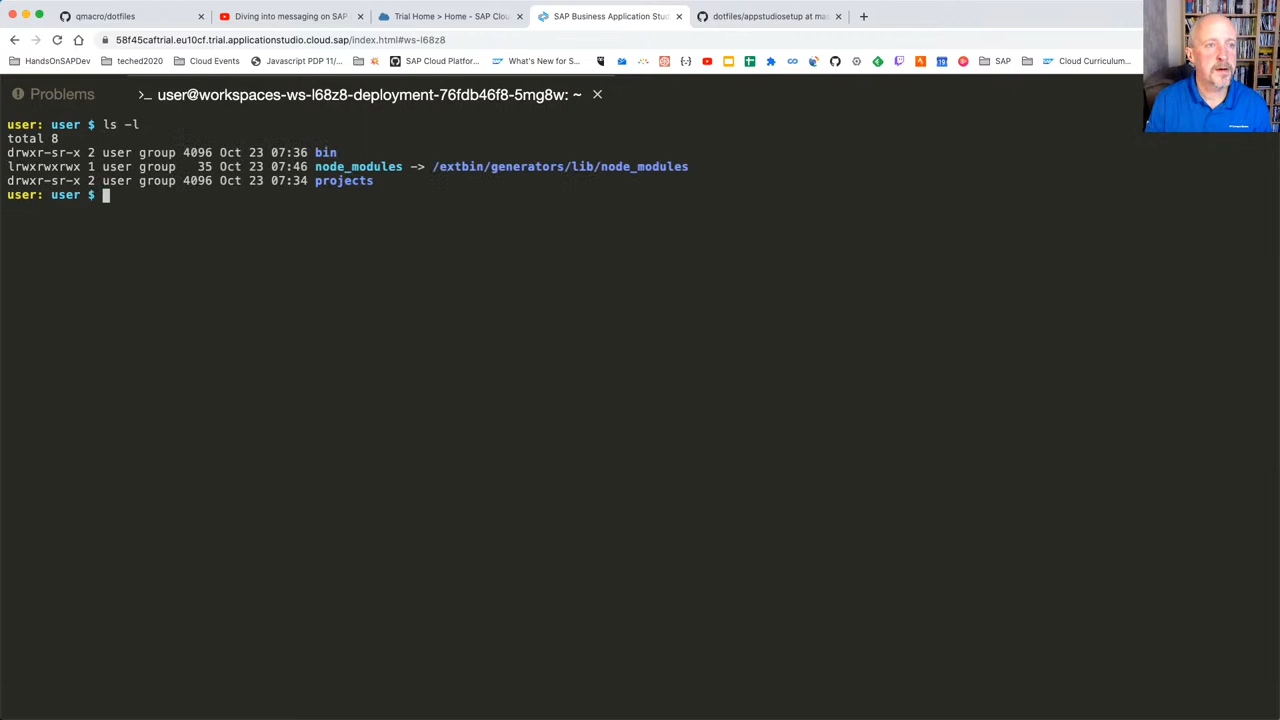 qmacro/dotfiles
Diving into messaging on SAP
Trial Home > Home - SAP Clou
SAP Business Application Stud
dotfiles/appstudiosetup at mas
58f45caftrial.eu10cf.trial.applicationstudio.cloud.sap/index.html#ws-l68z8
HandsOnSAPDev
teched2020
Cloud Events
Javascript PDP 11/...
SAP Cloud Platfor...
What's New for S...
19
SAP
Cloud Curriculum...
Problems
>_ user@workspaces-ws-l68z8-deployment-76fdb46f8-5mg8w: ~
user: user $ ls -l
total 8
drwxr-sr-x 2 user group 4096 Oct 23 07:36 bin
lrwxrwxrwx 1 user group   35 Oct 23 07:46 node_modules -> /extbin/generators/lib/node_modules
drwxr-sr-x 2 user group 4096 Oct 23 07:34 projects
user: user $